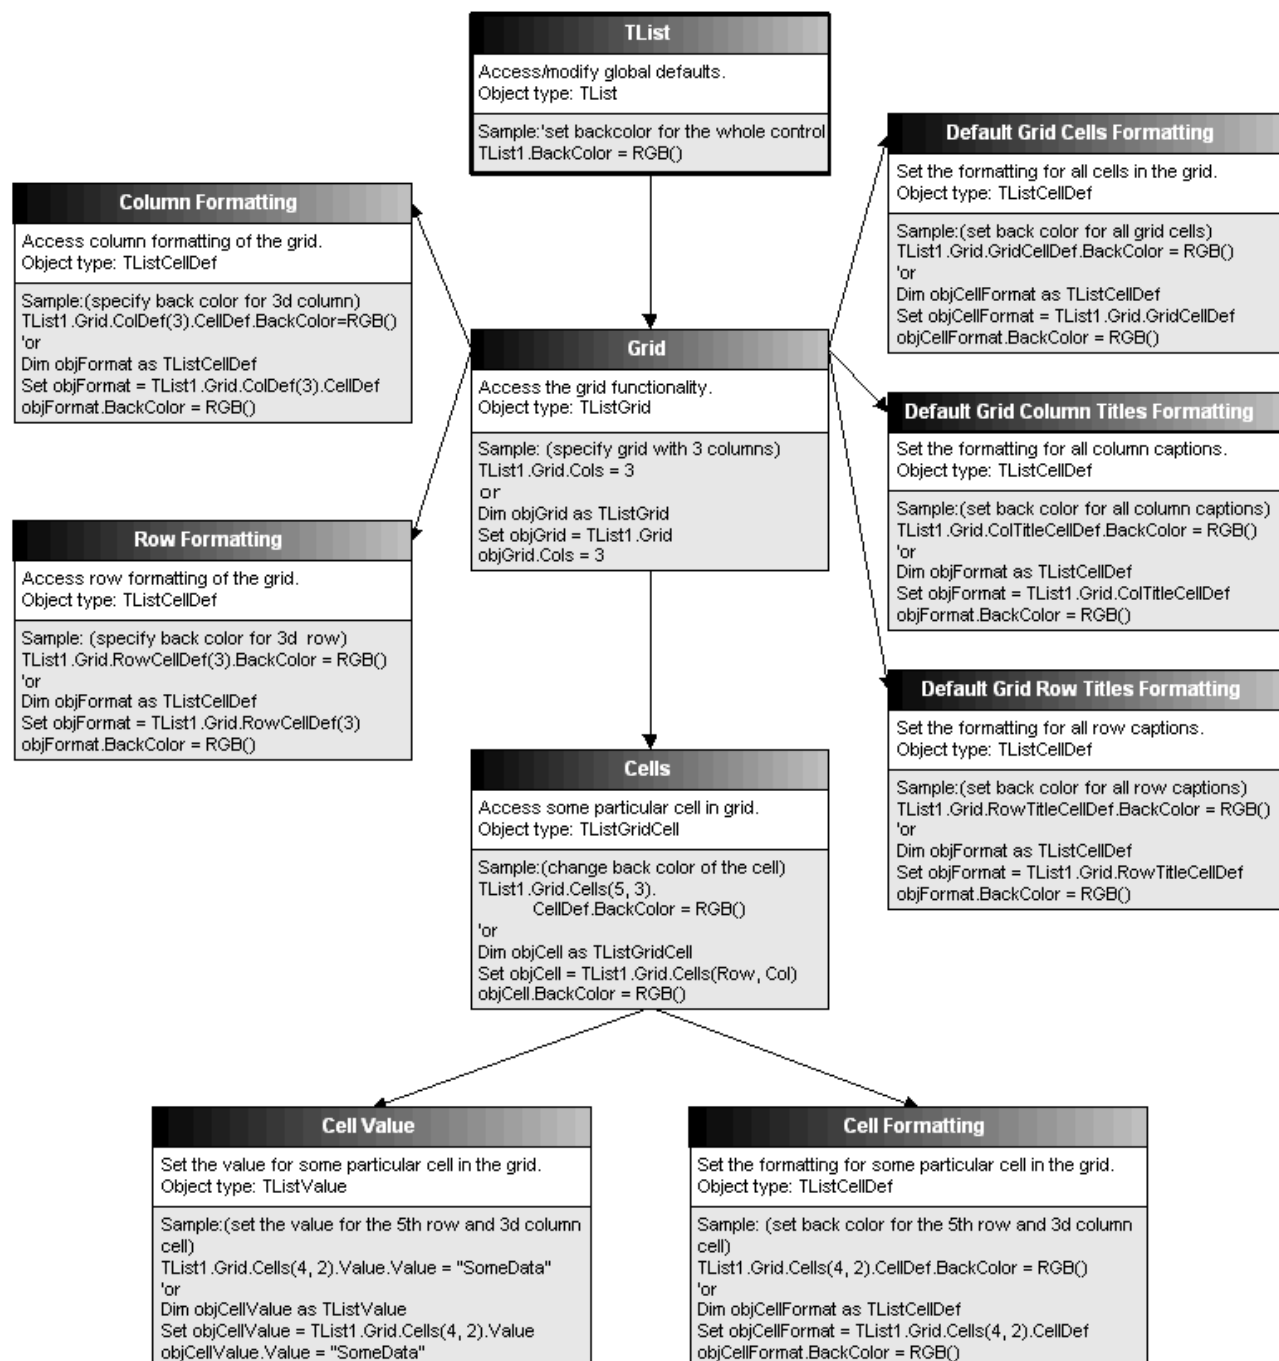 TList
Access/modify global defaults.
Object type: TList
Sample:'set backcolor for the whole control
TList1.BackColor = RGB()
Default Grid Cells Formatting
Set the formatting for all cells in the grid.
Object type: TListCellDef
Sample:(set back color for all grid cells)
TList1.Grid.GridCellDef.BackColor = RGB()
'or
Dim objCellFormat as TListCellDef
Set objCellFormat = TList1.Grid.GridCellDef
objCellFormat.BackColor = RGB()
Column Formatting
Access column formatting of the grid.
Object type: TListCellDef
Sample:(specify back color for 3d column)
TList1.Grid.ColDef(3).CellDef.BackColor=RGB()
'or
Dim objFormat as TListCellDef
Set objFormat = TList1.Grid.ColDef(3).CellDef
objFormat.BackColor = RGB()
Grid
Access the grid functionality.
Object type: TListGrid
Sample: (specify grid with 3 columns)
TList1.Grid.Cols = 3
or
Dim objGrid as TListGrid
Set objGrid = TList1.Grid
objGrid.Cols = 3
Default Grid Column Titles Formatting
Set the formatting for all column captions.
Object type: TListCellDef
Sample:(set back color for all column captions)
TList1.Grid.ColTitleCellDef.BackColor = RGB()
'or
Dim objFormat as TListCellDef
Set objFormat = TList1.Grid.ColTitleCellDef
objFormat.BackColor = RGB()
Row Formatting
Access row formatting of the grid.
Object type: TListCellDef
Sample: (specify back color for 3d  row)
TList1.Grid.RowCellDef(3).BackColor = RGB()
'or
Dim objFormat as TListCellDef
Set objFormat = TList1.Grid.RowCellDef(3)
objFormat.BackColor = RGB()
Default Grid Row Titles Formatting
Set the formatting for all row captions.
Object type: TListCellDef
Sample:(set back color for all row captions)
TList1.Grid.RowTitleCellDef.BackColor = RGB()
'or
Dim objFormat as TListCellDef
Set objFormat = TList1.Grid.RowTitleCellDef
objFormat.BackColor = RGB()
Cells
Access some particular cell in grid.
Object type: TListGridCell
Sample:(change back color of the cell)
TList1.Grid.Cells(5, 3).
CellDef.BackColor = RGB()
'or
Dim objCell as TListGridCell
Set objCell = TList1.Grid.Cells(Row, Col)
objCell.BackColor = RGB()
Cell Value
Set the value for some particular cell in the grid.
Object type: TListValue
Sample:(set the value for the 5th row and 3d column
cell)
TList1.Grid.Cells(4, 2).Value.Value = "SomeData"
'or
Dim objCellValue as TListValue
Set objCellValue = TList1.Grid.Cells(4, 2).Value
objCellValue.Value = "SomeData"
Cell Formatting
Set the formatting for some particular cell in the grid.
Object type: TListCellDef
Sample: (set back color for the 5th row and 3d column
cell)
TList1.Grid.Cells(4, 2).CellDef.BackColor = RGB()
'or
Dim objCellFormat as TListCellDef
Set objCellFormat = TList1.Grid.Cells(4, 2).CellDef
objCellFormat.BackColor = RGB()